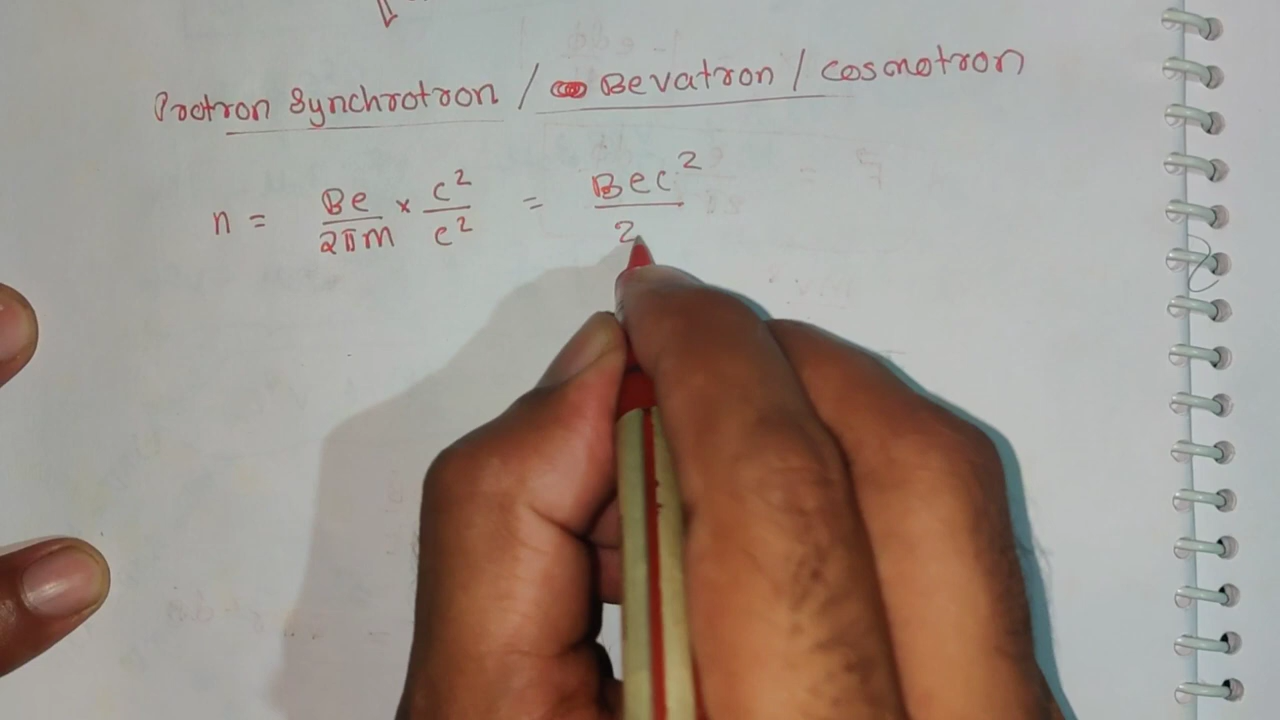 Protron Synchrotron / Bevatron / Cosmotron
n = Be/2πm × c²/c² = Bec²/2